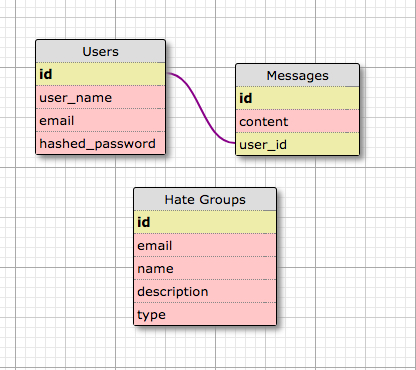 Users
id
user_name
email
hashed_password
Messages
id
content
user_id
Hate Groups
id
email
name
description
type